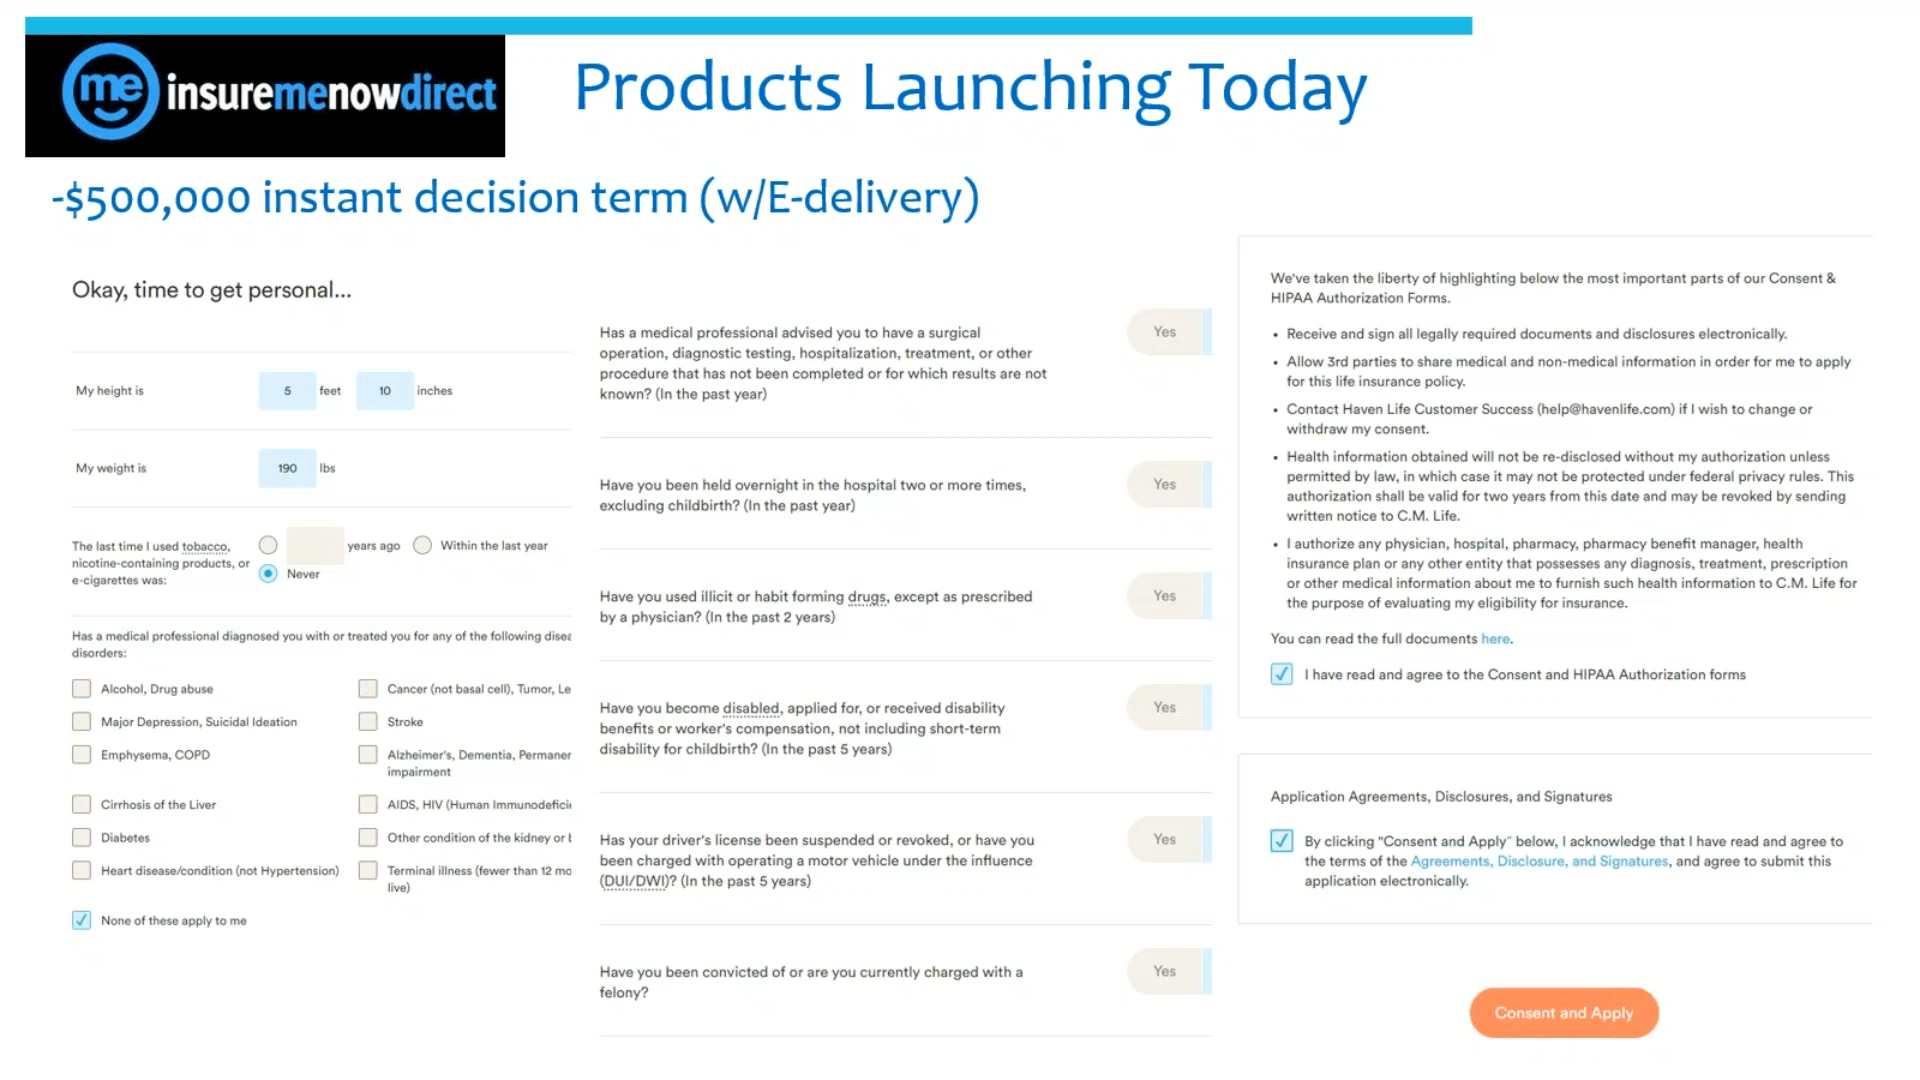 me insuremenowdirect
Products Launching Today
-$500,000 instant decision term (w/E-delivery)
Okay, time to get personal...
My height is 5 feet 10 inches
My weight is 190 lbs
The last time I used tobacco,
nicotine-containing products, or
e-cigarettes was:
years ago Within the last year
Never
Has a medical professional diagnosed you with or treated you for any of the following disea
disorders:
Alcohol, Drug abuse
Cancer (not basal cell), Tumor, Le
Major Depression, Suicidal Ideation
Stroke
Emphysema, COPD
Alzheimer's, Dementia, Permaner
impairment
Cirrhosis of the Liver
AIDS, HIV (Human Immunodefici
Diabetes
Other condition of the kidney or
Heart disease/condition (not Hypertension)
Terminal illness (fewer than 12 mo
live)
None of these apply to me
Has a medical professional advised you to have a surgical
operation, diagnostic testing, hospitalization, treatment, or other
procedure that has not been completed or for which results are not
known? (In the past year)
Yes
Have you been held overnight in the hospital two or more times,
excluding childbirth? (In the past year)
Yes
Have you used illicit or habit forming drugs, except as prescribed
by a physician? (In the past 2 years)
Yes
Have you become disabled, applied for, or received disability
benefits or worker's compensation, not including short-term
disability for childbirth? (In the past 5 years)
Yes
Has your driver's license been suspended or revoked, or have you
been charged with operating a motor vehicle under the influence
(DUI/DWI)? (In the past 5 years)
Yes
Have you been convicted of or are you currently charged with a
felony?
Yes
We've taken the liberty of highlighting below the most important parts of our Consent &
HIPAA Authorization Forms.
• Receive and sign all legally required documents and disclosures electronically.
• Allow 3rd parties to share medical and non-medical information in order for me to apply
for this life insurance policy.
• Contact Haven Life Customer Success (help@havenlife.com) if I wish to change or
withdraw my consent.
• Health information obtained will not be re-disclosed without my authorization unless
permitted by law, in which case it may not be protected under federal privacy rules. This
authorization shall be valid for two years from this date and may be revoked by sending
written notice to C.M. Life.
• I authorize any physician, hospital, pharmacy, pharmacy benefit manager, health
insurance plan or any other entity that possesses any diagnosis, treatment, prescription
or other medical information about me to furnish such health information to C.M. Life for
the purpose of evaluating my eligibility for insurance.
You can read the full documents here.
I have read and agree to the Consent and HIPAA Authorization forms
Application Agreements, Disclosures, and Signatures
By clicking "Consent and Apply" below, I acknowledge that I have read and agree to
the terms of the Agreements, Disclosure, and Signatures, and agree to submit this
application electronically.
Consent and Apply